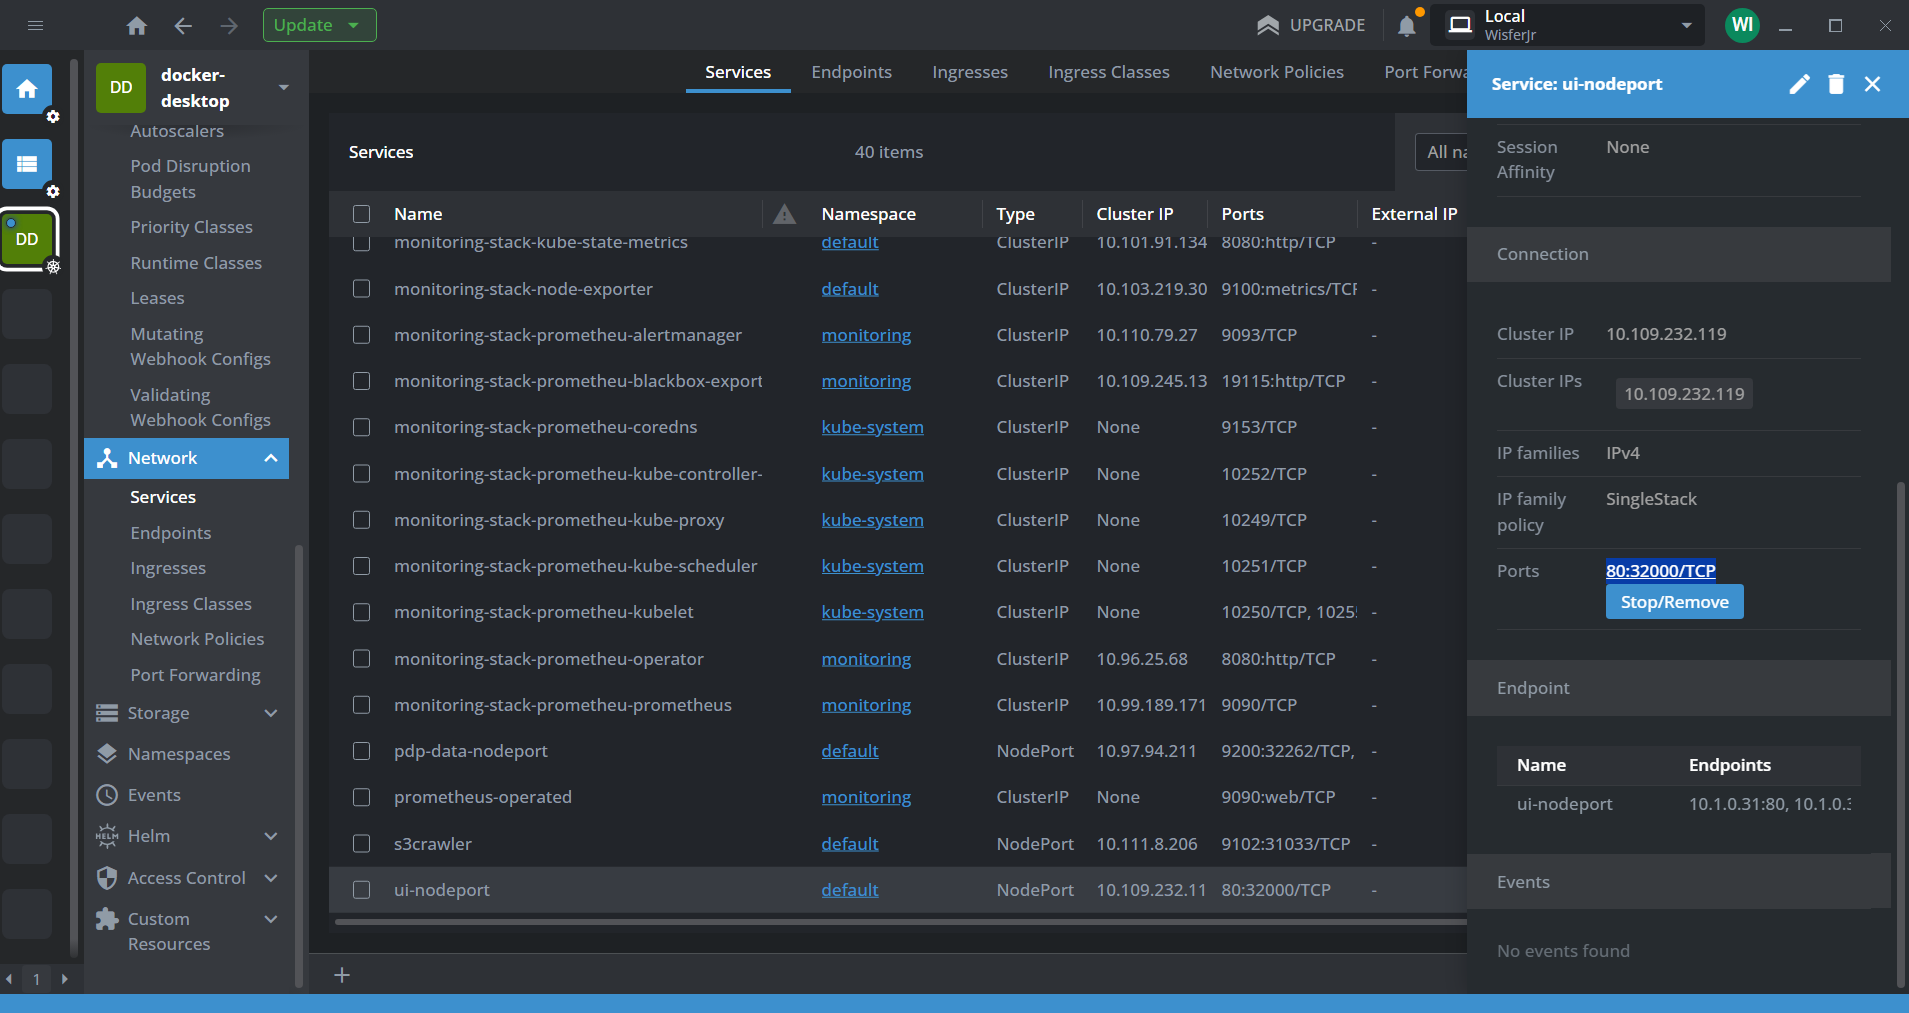 Update
UPGRADE
Local
WisferJr
WI
DD
docker-desktop
Autoscalers
Pod Disruption
Budgets
Priority Classes
Runtime Classes
Leases
Mutating
Webhook Configs
Validating
Webhook Configs
Network
Services
Endpoints
Ingresses
Ingress Classes
Network Policies
Port Forwarding
Storage
Namespaces
Events
HELM
Helm
Access Control
Custom
Resources
DD
1
Services Endpoints Ingresses Ingress Classes Network Policies Port Forwa
Services 40 items All na
Name Namespace Type Cluster IP Ports External IP
monitoring-stack-kube-state-metrics default ClusterIP 10.101.91.134 8080:http/TCP -
monitoring-stack-node-exporter default ClusterIP 10.103.219.30 9100:metrics/TCP -
monitoring-stack-prometheu-alertmanager monitoring ClusterIP 10.110.79.27 9093/TCP -
monitoring-stack-prometheu-blackbox-export monitoring ClusterIP 10.109.245.13 19115:http/TCP -
monitoring-stack-prometheu-coredns kube-system ClusterIP None 9153/TCP -
monitoring-stack-prometheu-kube-controller- kube-system ClusterIP None 10252/TCP -
monitoring-stack-prometheu-kube-proxy kube-system ClusterIP None 10249/TCP -
monitoring-stack-prometheu-kube-scheduler kube-system ClusterIP None 10251/TCP -
monitoring-stack-prometheu-kubelet kube-system ClusterIP None 10250/TCP, 1025 -
monitoring-stack-prometheu-operator monitoring ClusterIP 10.96.25.68 8080:http/TCP -
monitoring-stack-prometheu-prometheus monitoring ClusterIP 10.99.189.171 9090/TCP -
pdp-data-nodeport default NodePort 10.97.94.211 9200:32262/TCP, -
prometheus-operated monitoring ClusterIP None 9090:web/TCP -
s3crawler default NodePort 10.111.8.206 9102:31033/TCP -
ui-nodeport default NodePort 10.109.232.11 80:32000/TCP -
Service: ui-nodeport
Session Affinity None
Connection
Cluster IP 10.109.232.119
Cluster IPs 10.109.232.119
IP families IPv4
IP family policy SingleStack
Ports 80:32000/TCP
Stop/Remove
Endpoint
Name Endpoints
ui-nodeport 10.1.0.31:80, 10.1.0.3
Events
No events found